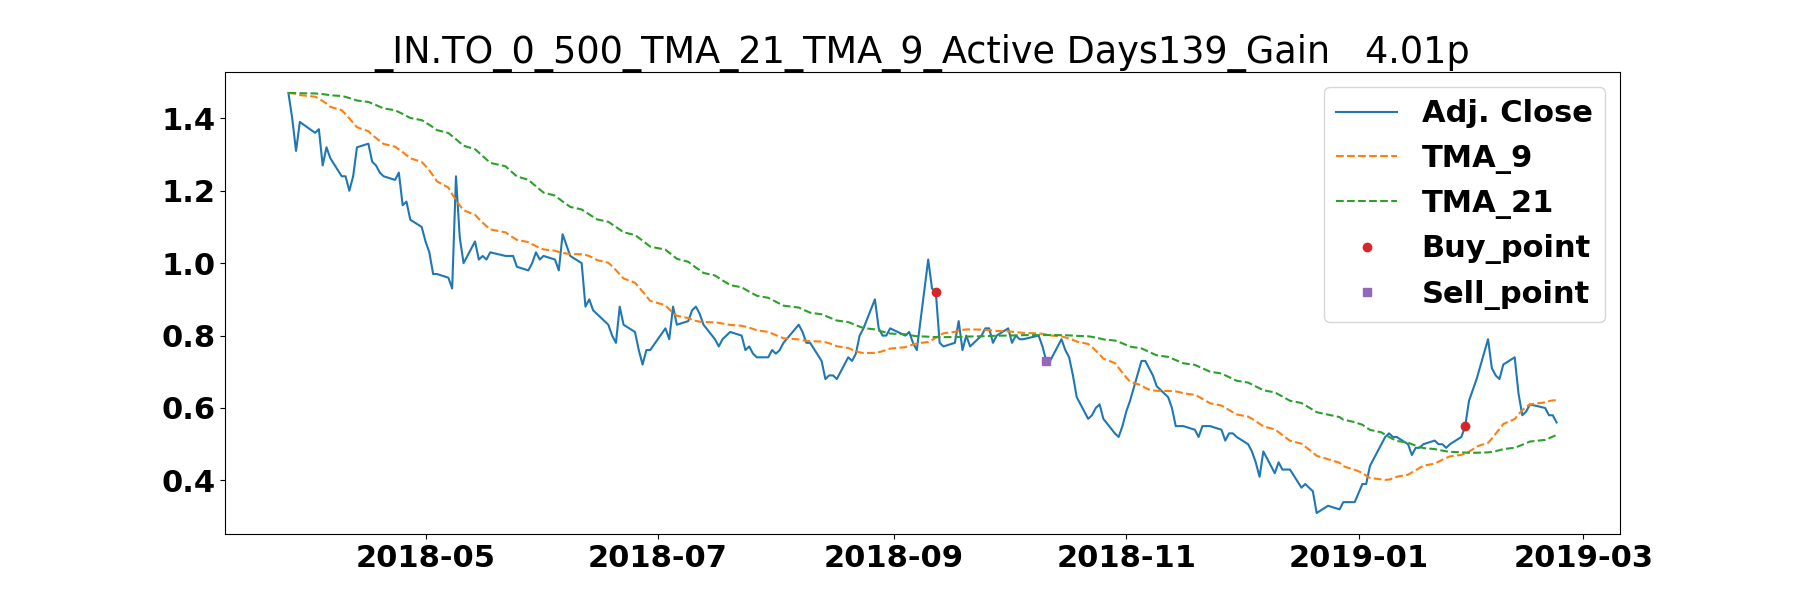 _IN.TO_0_500_TMA_21_TMA_9_Active Days139_Gain   4.01p
1.4
1.2
1.0
0.8
0.6
0.4
Adj. Close
TMA_9
TMA_21
Buy_point
Sell_point
2018-05 2018-07 2018-09 2018-11 2019-01 2019-03